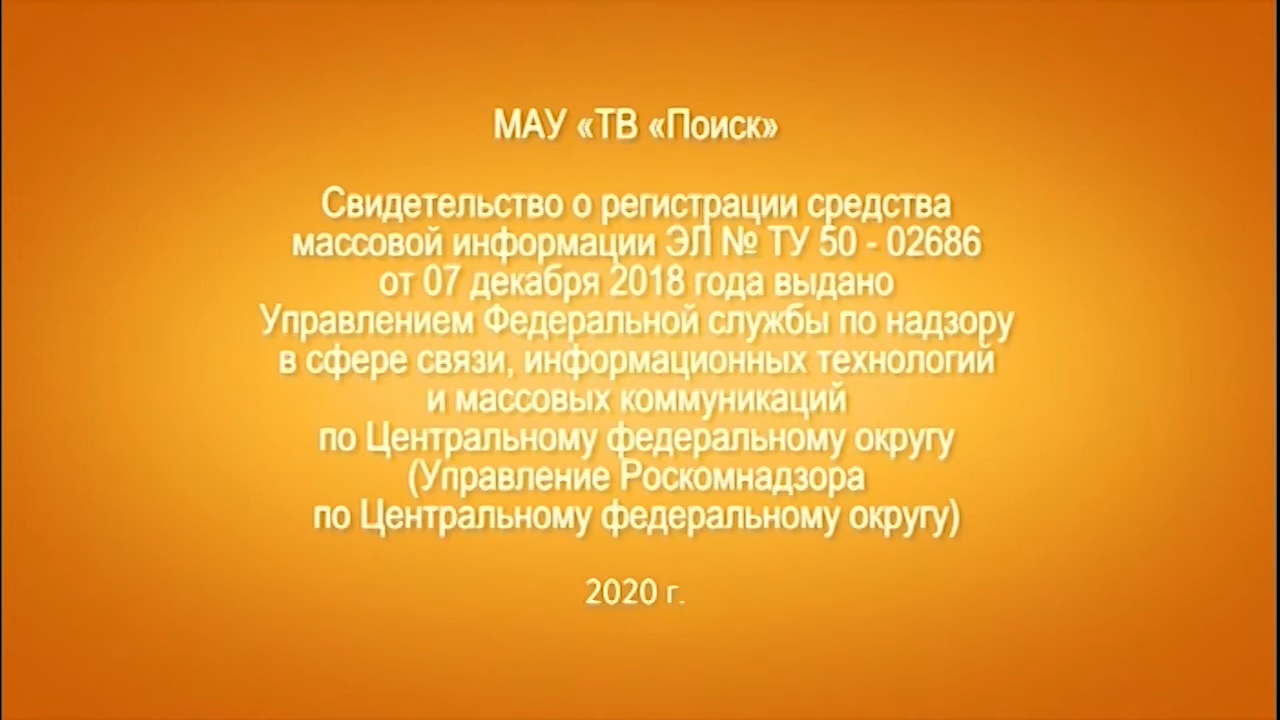 МАУ «ТВ «Поиск»
Свидетельство о регистрации средства
массовой информации ЭЛ № ТУ 50 - 02686
от 07 декабря 2018 года выдано
Управлением Федеральной службы по надзору
в сфере связи, информационных технологий
и массовых коммуникаций
по Центральному федеральному округу
(Управление Роскомнадзора
по Центральному федеральному округу)
2020 г.